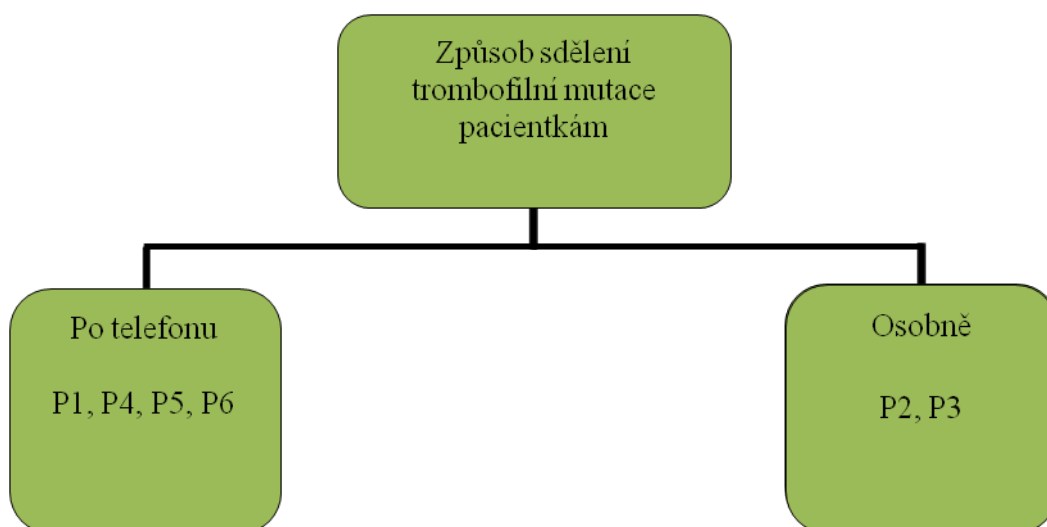 Způsob sdělení
trombofilní mutace
pacientkám
Po telefonu
P1, P4, P5, P6
Osobně
P2, P3